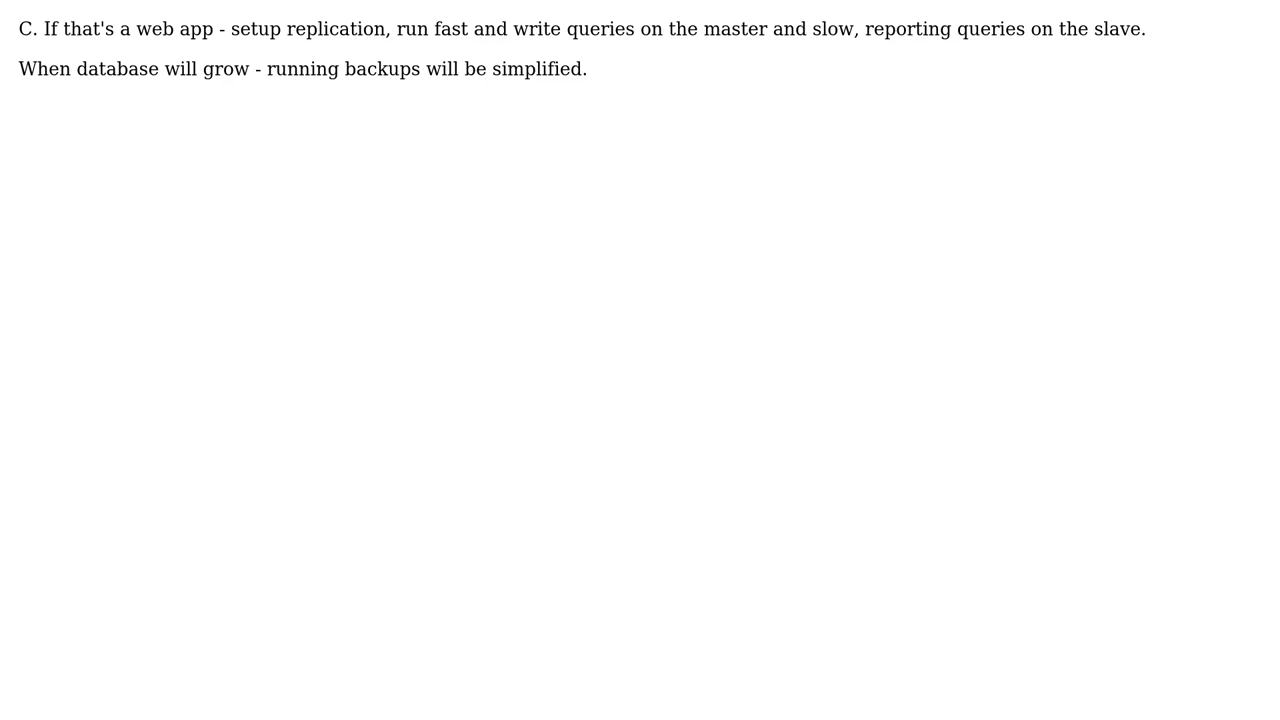 C. If that's a web app - setup replication, run fast and write queries on the master and slow, reporting queries on the slave.
When database will grow - running backups will be simplified.